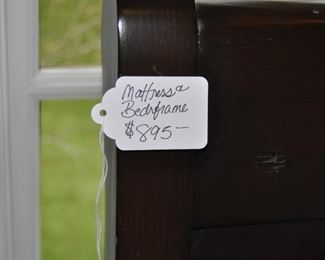 Mattress &
Bedframe
$895-